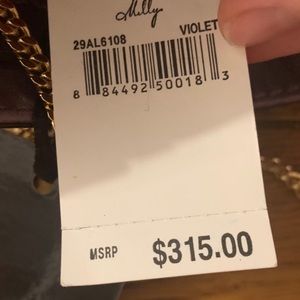 Milly
29AL6108 VIOLET
8 84492 50018 3
MSRP $315.00